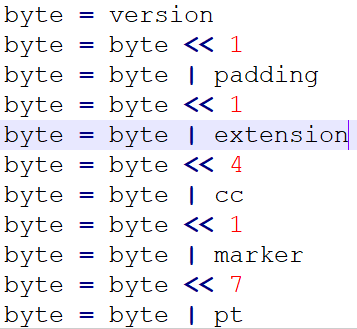 byte = version
byte = byte << 1
byte = byte | padding
byte = byte << 1
byte = byte | extension
byte = byte << 4
byte = byte | cc
byte = byte << 1
byte = byte | marker
byte = byte << 7
byte = byte | pt